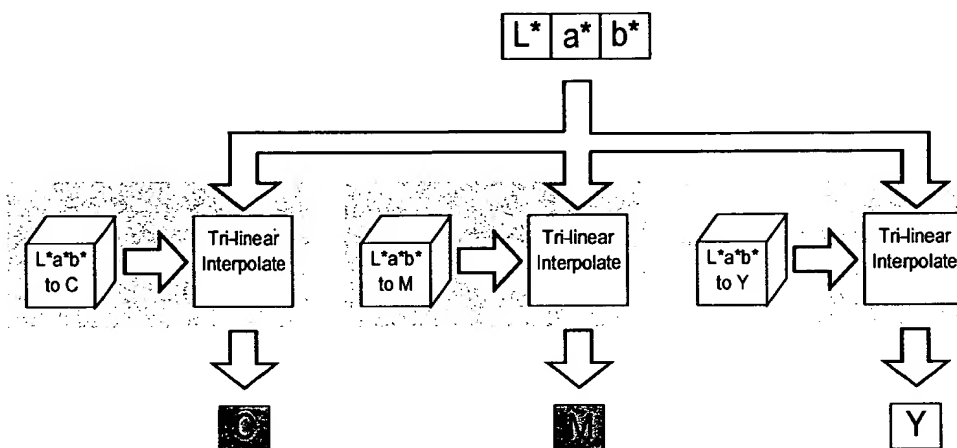 L* a* b*
Tri-linear
Interpolate
L*a*b*
to C
Tri-linear
Interpolate
L*a*b*
to M
Tri-linear
Interpolate
L*a*b*
to Y
C
M
Y